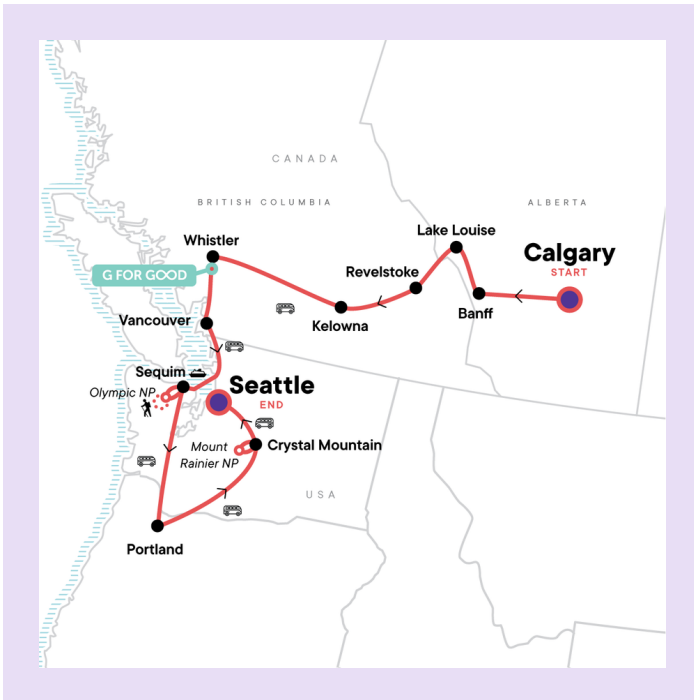 CANADA
BRITISH COLUMBIA
ALBERTA
Lake Louise
Whistler
Calgary
START
G FOR GOOD
Revelstoke
Banff
Vancouver
Kelowna
Sequim
Seattle
END
Olympic NP
Mount
Rainier NP
Crystal Mountain
USA
Portland